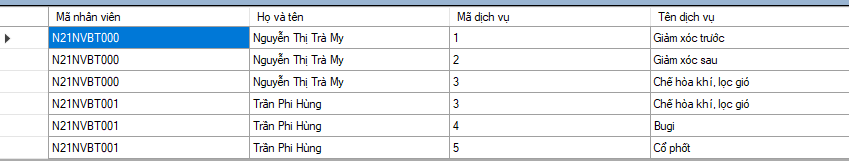 Mã nhân viên Họ và tên Mã dịch vụ Tên dịch vụ
N21NVBT000 Nguyễn Thị Trà My 1 Giảm xóc trước
N21NVBT000 Nguyễn Thị Trà My 2 Giảm xóc sau
N21NVBT000 Nguyễn Thị Trà My 3 Chế hòa khí, lọc gió
N21NVBT001 Trần Phi Hùng 3 Chế hòa khí, lọc gió
N21NVBT001 Trần Phi Hùng 4 Bugi
N21NVBT001 Trần Phi Hùng 5 Cổ phốt